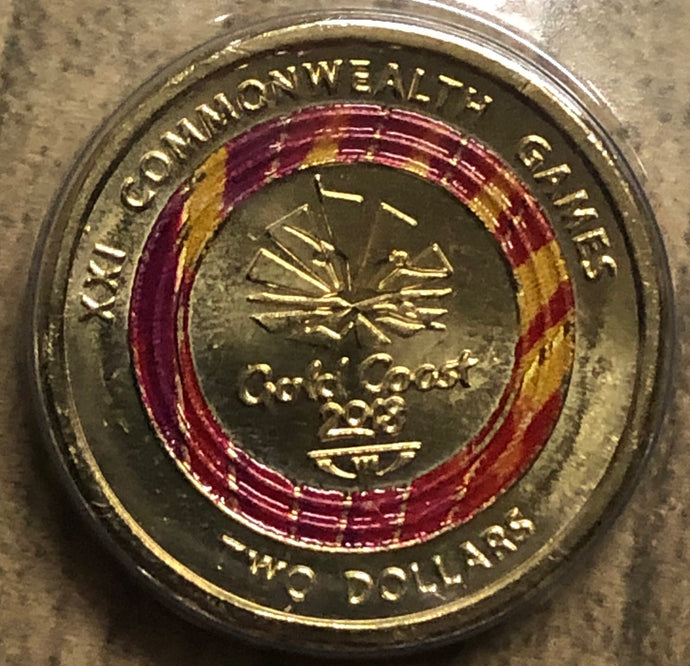 XXI COMMONWEALTH GAMES
Gold Coast
2018
TWO DOLLARS